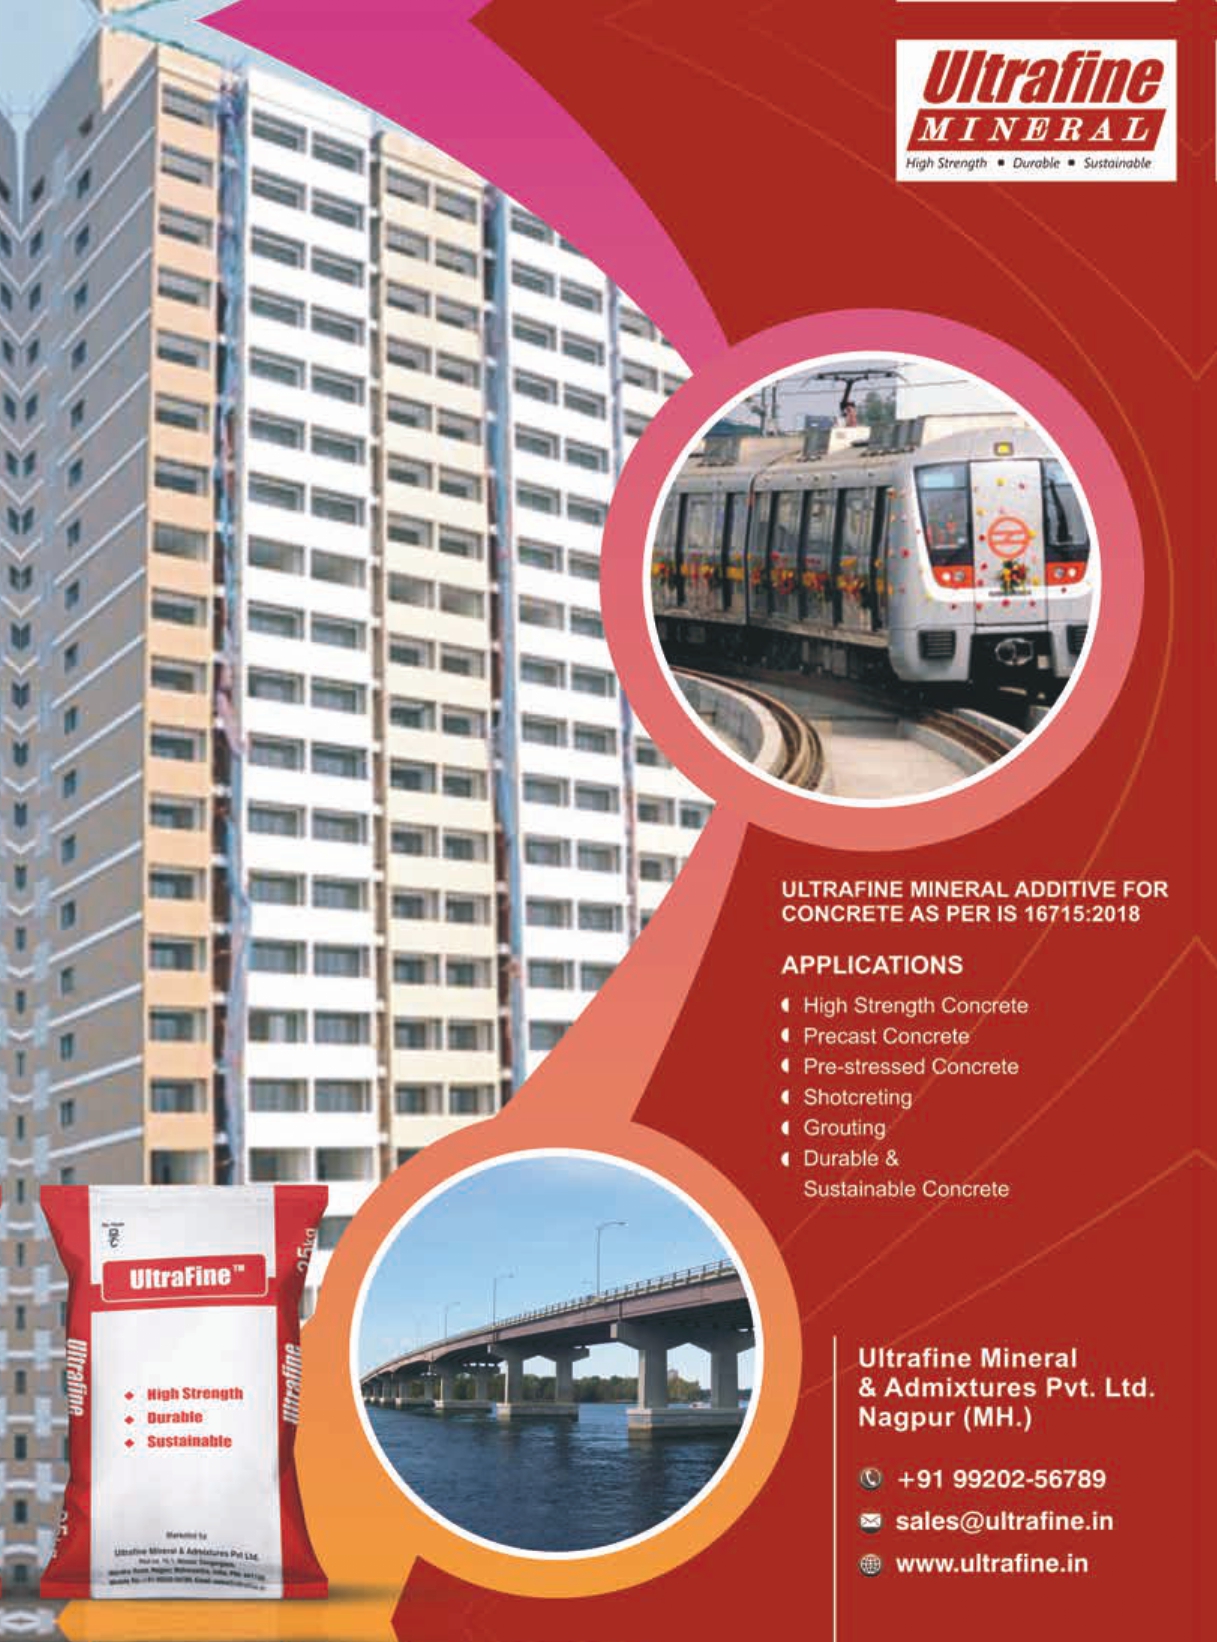 Ultrafine
MINERAL
High Strength • Durable • Sustainable
ULTRAFINE MINERAL ADDITIVE FOR
CONCRETE AS PER IS 16715:2018
APPLICATIONS
High Strength Concrete
Precast Concrete
Pre-stressed Concrete
Shotcreting
Grouting
Durable &
Sustainable Concrete
25kg
UltraFine™
Ultrafine
Ultrafine
High Strength
Durable
Sustainable
Marketed by
Ultrafine Mineral & Admixtures Pvt Ltd.
Ultrafine Mineral
& Admixtures Pvt. Ltd.
Nagpur (MH.)
+91 99202-56789
sales@ultrafine.in
www.ultrafine.in